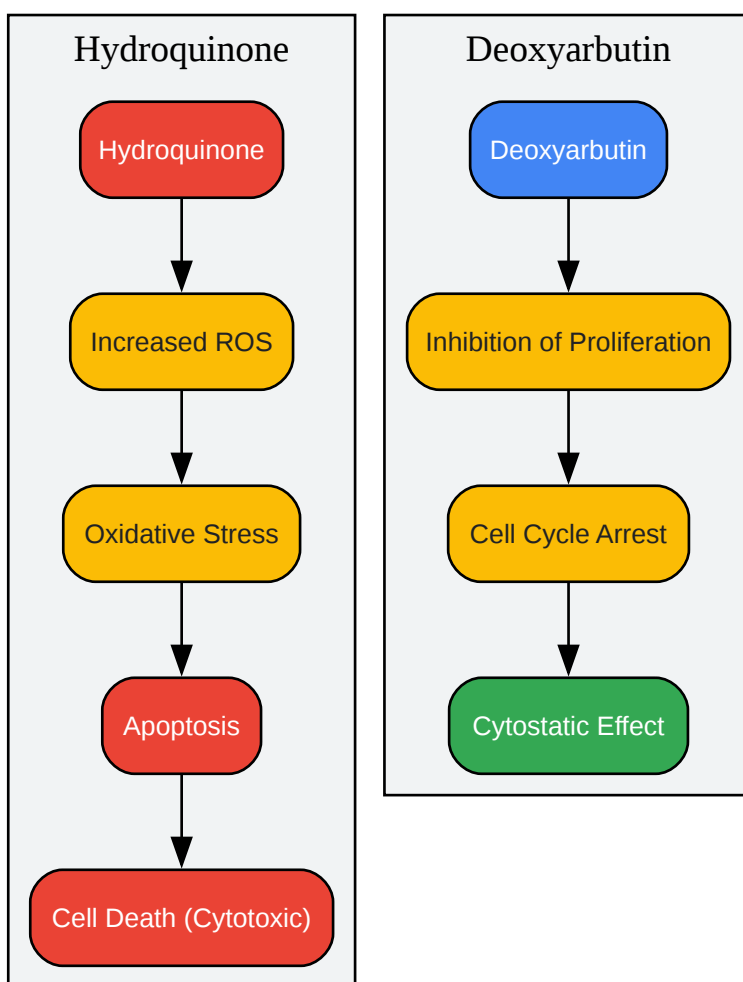 Hydroquinone
Hydroquinone
Increased ROS
Oxidative Stress
Apoptosis
Cell Death (Cytotoxic)
Deoxyarbutin
Deoxyarbutin
Inhibition of Proliferation
Cell Cycle Arrest
Cytostatic Effect